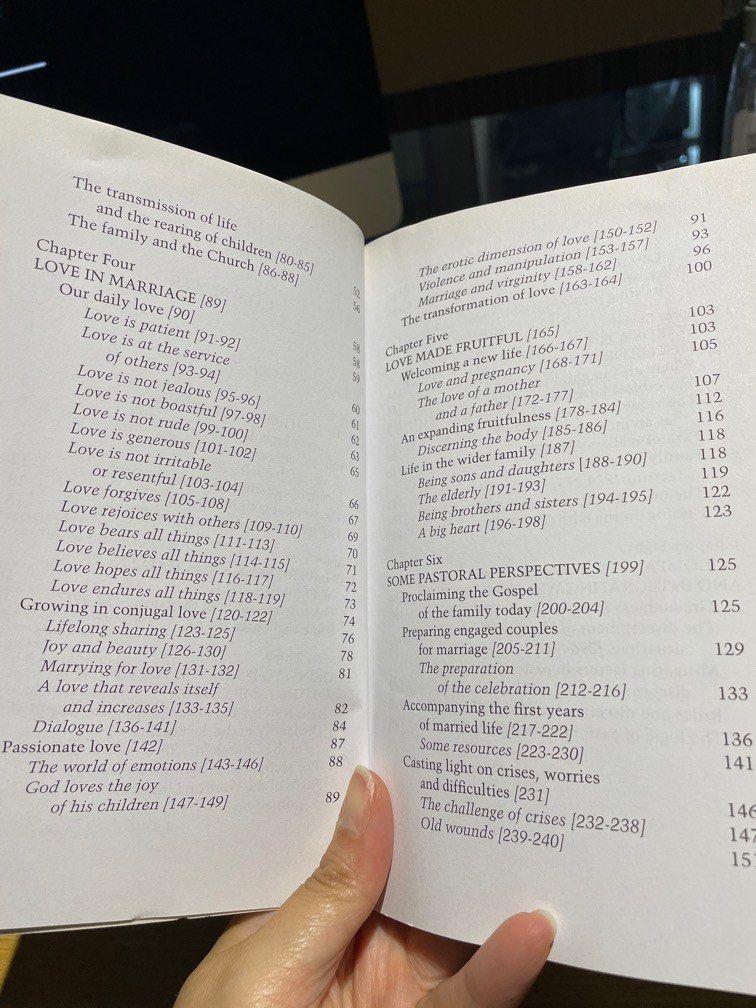 The transmission of life
and the rearing of children [80-85] 52
The family and the Church [86-88] 56
Chapter Four
LOVE IN MARRIAGE [89] 58
Our daily love [90] 58
Love is patient [91-92] 59
Love is at the service
of others [93-94] 60
Love is not jealous [95-96] 61
Love is not boastful [97-98] 62
Love is not rude [99-100] 63
Love is generous [101-102] 65
Love is not irritable
or resentful [103-104] 66
Love forgives [105-108] 67
Love rejoices with others [109-110] 69
Love bears all things [111-113] 70
Love believes all things [114-115] 71
Love hopes all things [116-117] 72
Love endures all things [118-119] 73
Growing in conjugal love [120-122] 74
Lifelong sharing [123-125] 76
Joy and beauty [126-130] 78
Marrying for love [131-132] 81
A love that reveals itself
and increases [133-135] 82
Dialogue [136-141] 84
Passionate love [142] 87
The world of emotions [143-146] 88
God loves the joy
of his children [147-149] 89
The erotic dimension of love [150-152] 91
Violence and manipulation [153-157] 93
Marriage and virginity [158-162] 96
The transformation of love [163-164] 100
Chapter Five
LOVE MADE FRUITFUL [165] 103
Welcoming a new life [166-167] 103
Love and pregnancy [168-171] 105
The love of a mother
and a father [172-177] 107
An expanding fruitfulness [178-184] 112
Discerning the body [185-186] 116
Life in the wider family [187] 118
Being sons and daughters [188-190] 118
The elderly [191-193] 119
Being brothers and sisters [194-195] 122
A big heart [196-198] 123
Chapter Six
SOME PASTORAL PERSPECTIVES [199] 125
Proclaiming the Gospel
of the family today [200-204] 125
Preparing engaged couples
for marriage [205-211] 129
The preparation
of the celebration [212-216] 133
Accompanying the first years
of married life [217-222] 136
Some resources [223-230] 141
Casting light on crises, worries
and difficulties [231] 146
The challenge of crises [232-238] 147
Old wounds [239-240]